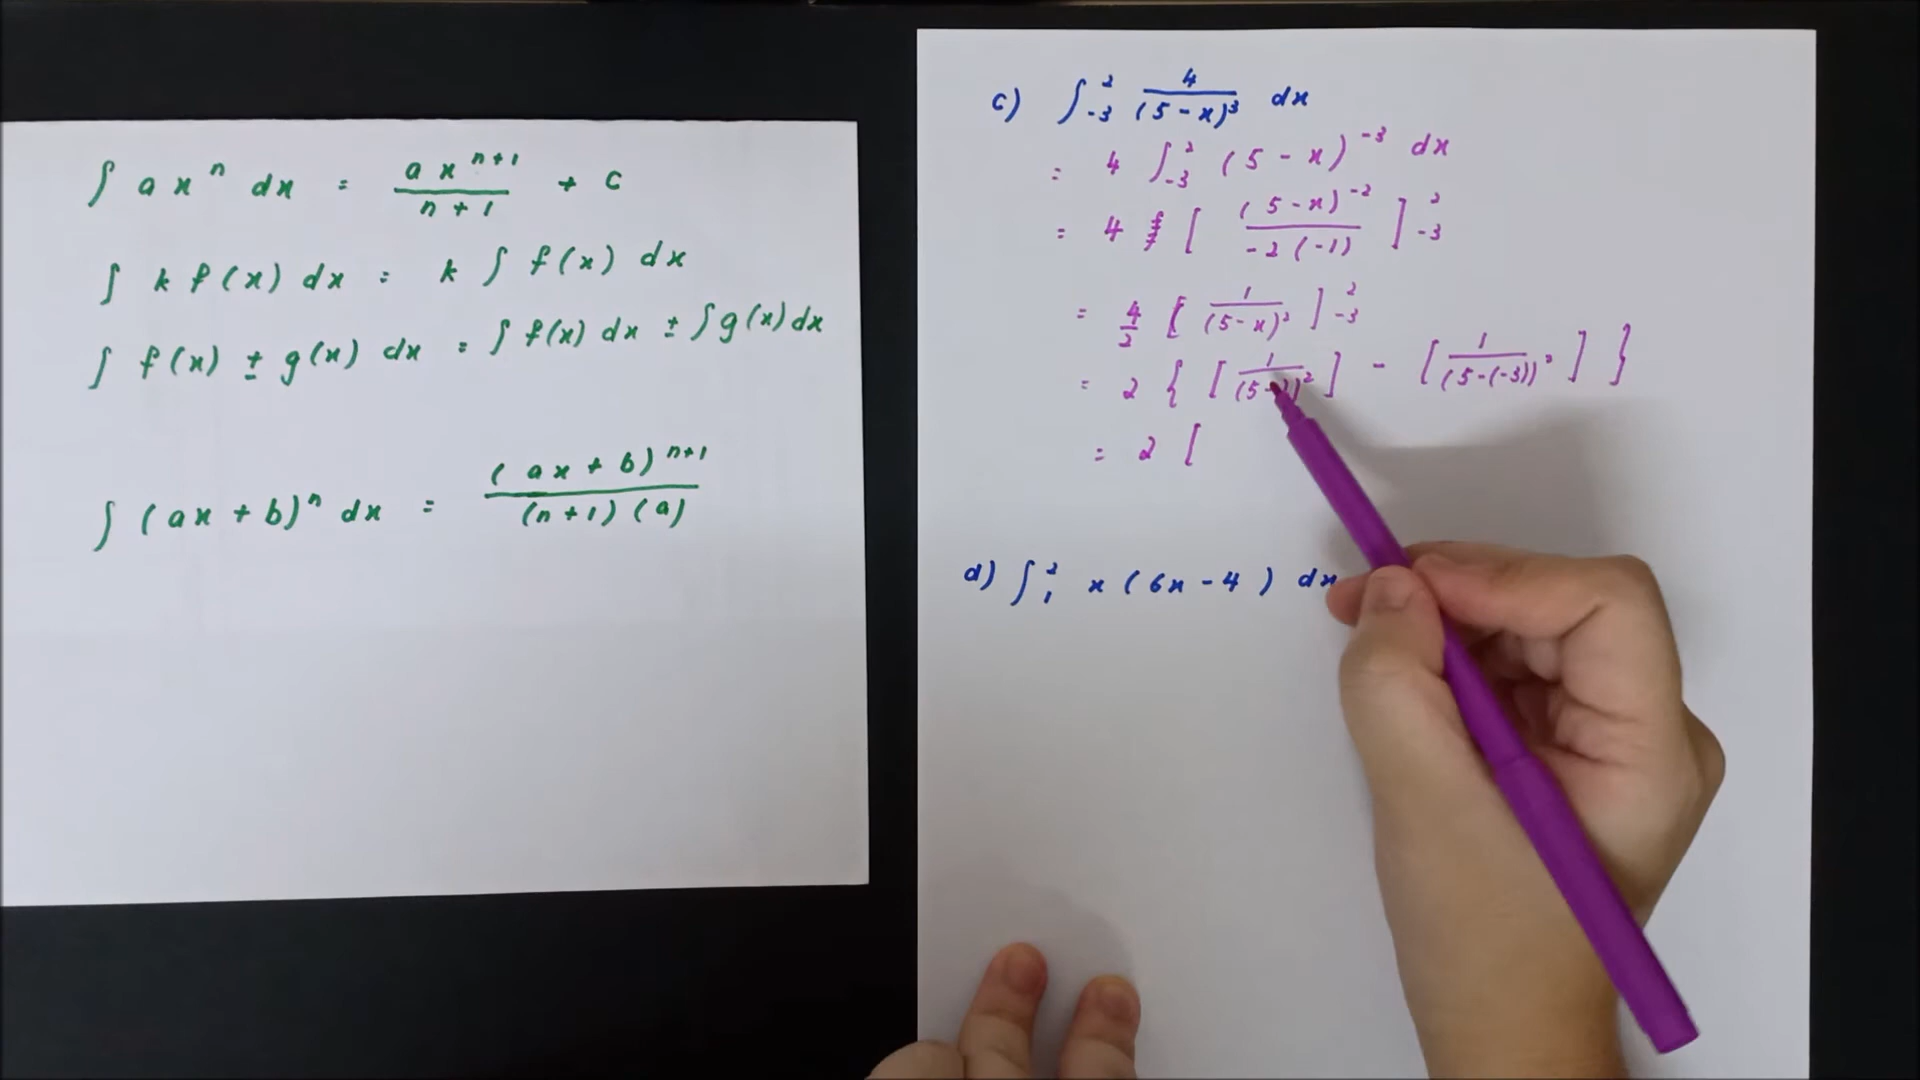 ∫ a x^n dx = a x^(n+1) / n+1 + c
∫ k f(x) dx = k ∫ f(x) dx
∫ f(x) ± g(x) dx = ∫ f(x) dx ± ∫ g(x) dx
∫ (ax + b)^n dx = (ax + b)^(n+1) / (n+1)(a)
c) ∫_-3^2 4 / (5-x)^3 dx
= 4 ∫_-3^2 (5-x)^-3 dx
= 4 [ (5-x)^-2 / -2(-1) ]_-3^2
= 4/2 [ 1 / (5-x)^2 ]_-3^2
= 2 { [ 1 / (5- )^2 ] - [ 1 / (5-(-3))^2 ] }
= 2 [
d) ∫_1^2 x (6x-4) dx